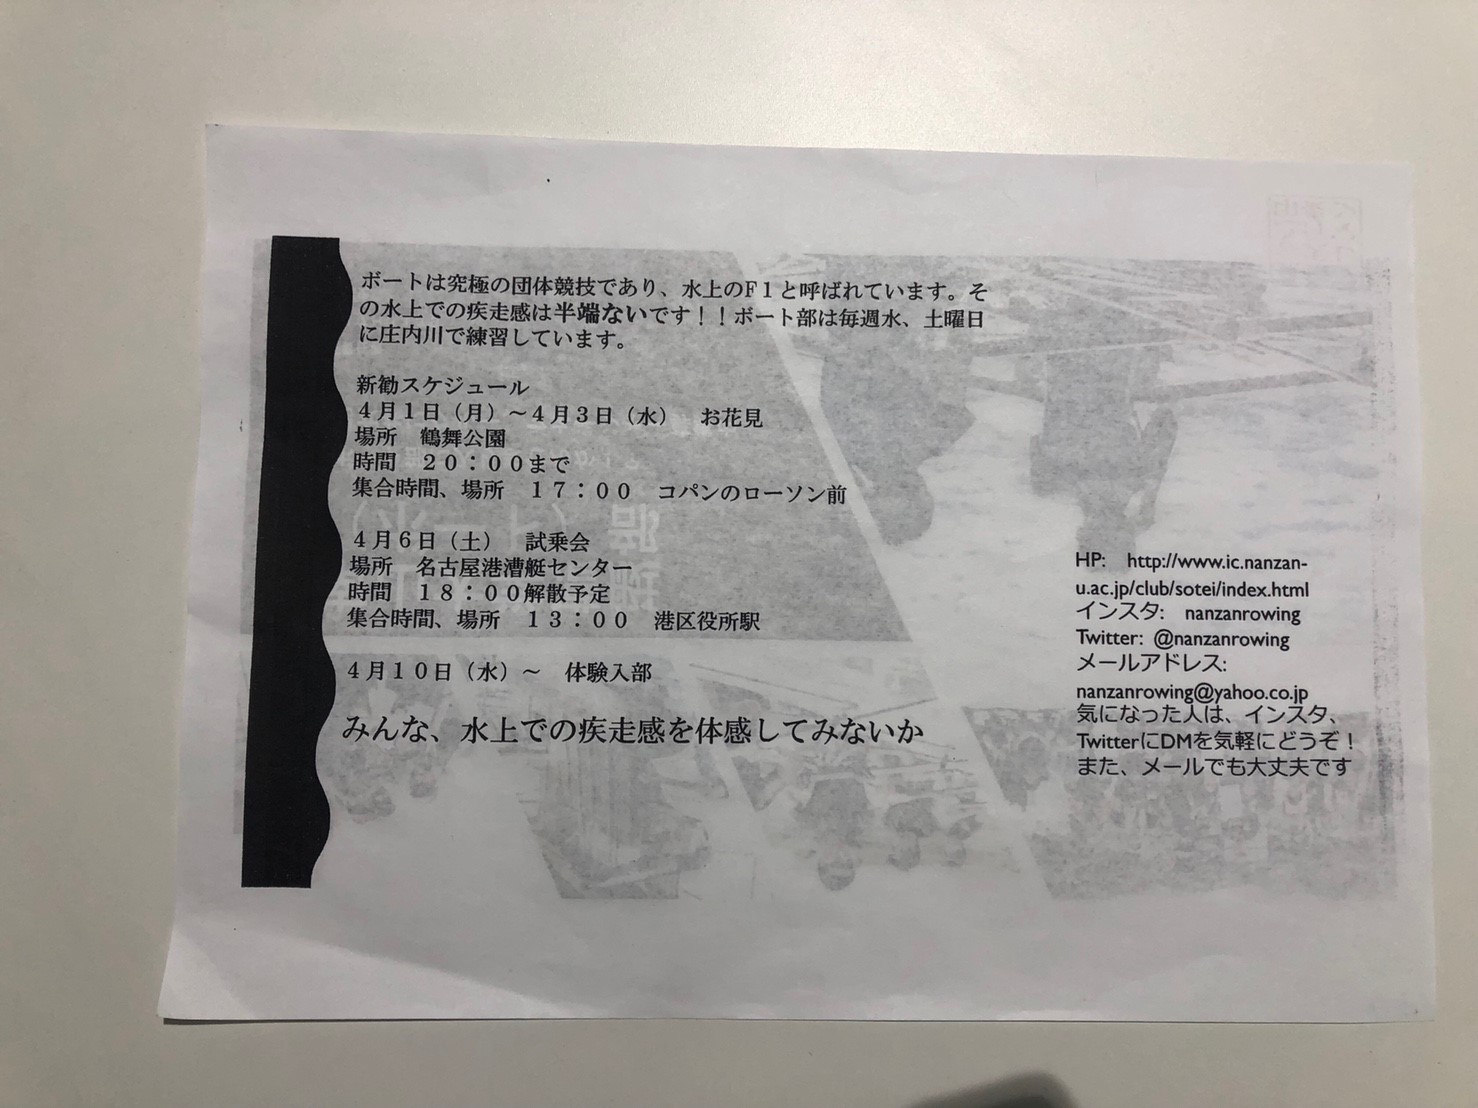 ボートは究極の団体競技であり、水上のF１と呼ばれています。そ
の水上での疾走感は半端ないです！！ボート部は毎週水、土曜日
に庄内川で練習しています。
新勧スケジュール
４月１日（月）～４月３日（水）　お花見
場所　鶴舞公園
時間　２０：００まで
集合時間、場所　１７：００　コパンのローソン前
４月６日（土）　試乗会
場所　名古屋港漕艇センター
時間　１８：００解散予定
集合時間、場所　１３：００　港区役所駅
４月１０日（水）～　体験入部
みんな、水上での疾走感を体感してみないか
HP:　http://www.ic.nanzan-
u.ac.jp/club/sotei/index.html
インスタ:　nanzanrowing
Twitter: @nanzanrowing
メールアドレス:
nanzanrowing@yahoo.co.jp
気になった人は、インスタ、
TwitterにDMを気軽にどうぞ！
また、メールでも大丈夫です